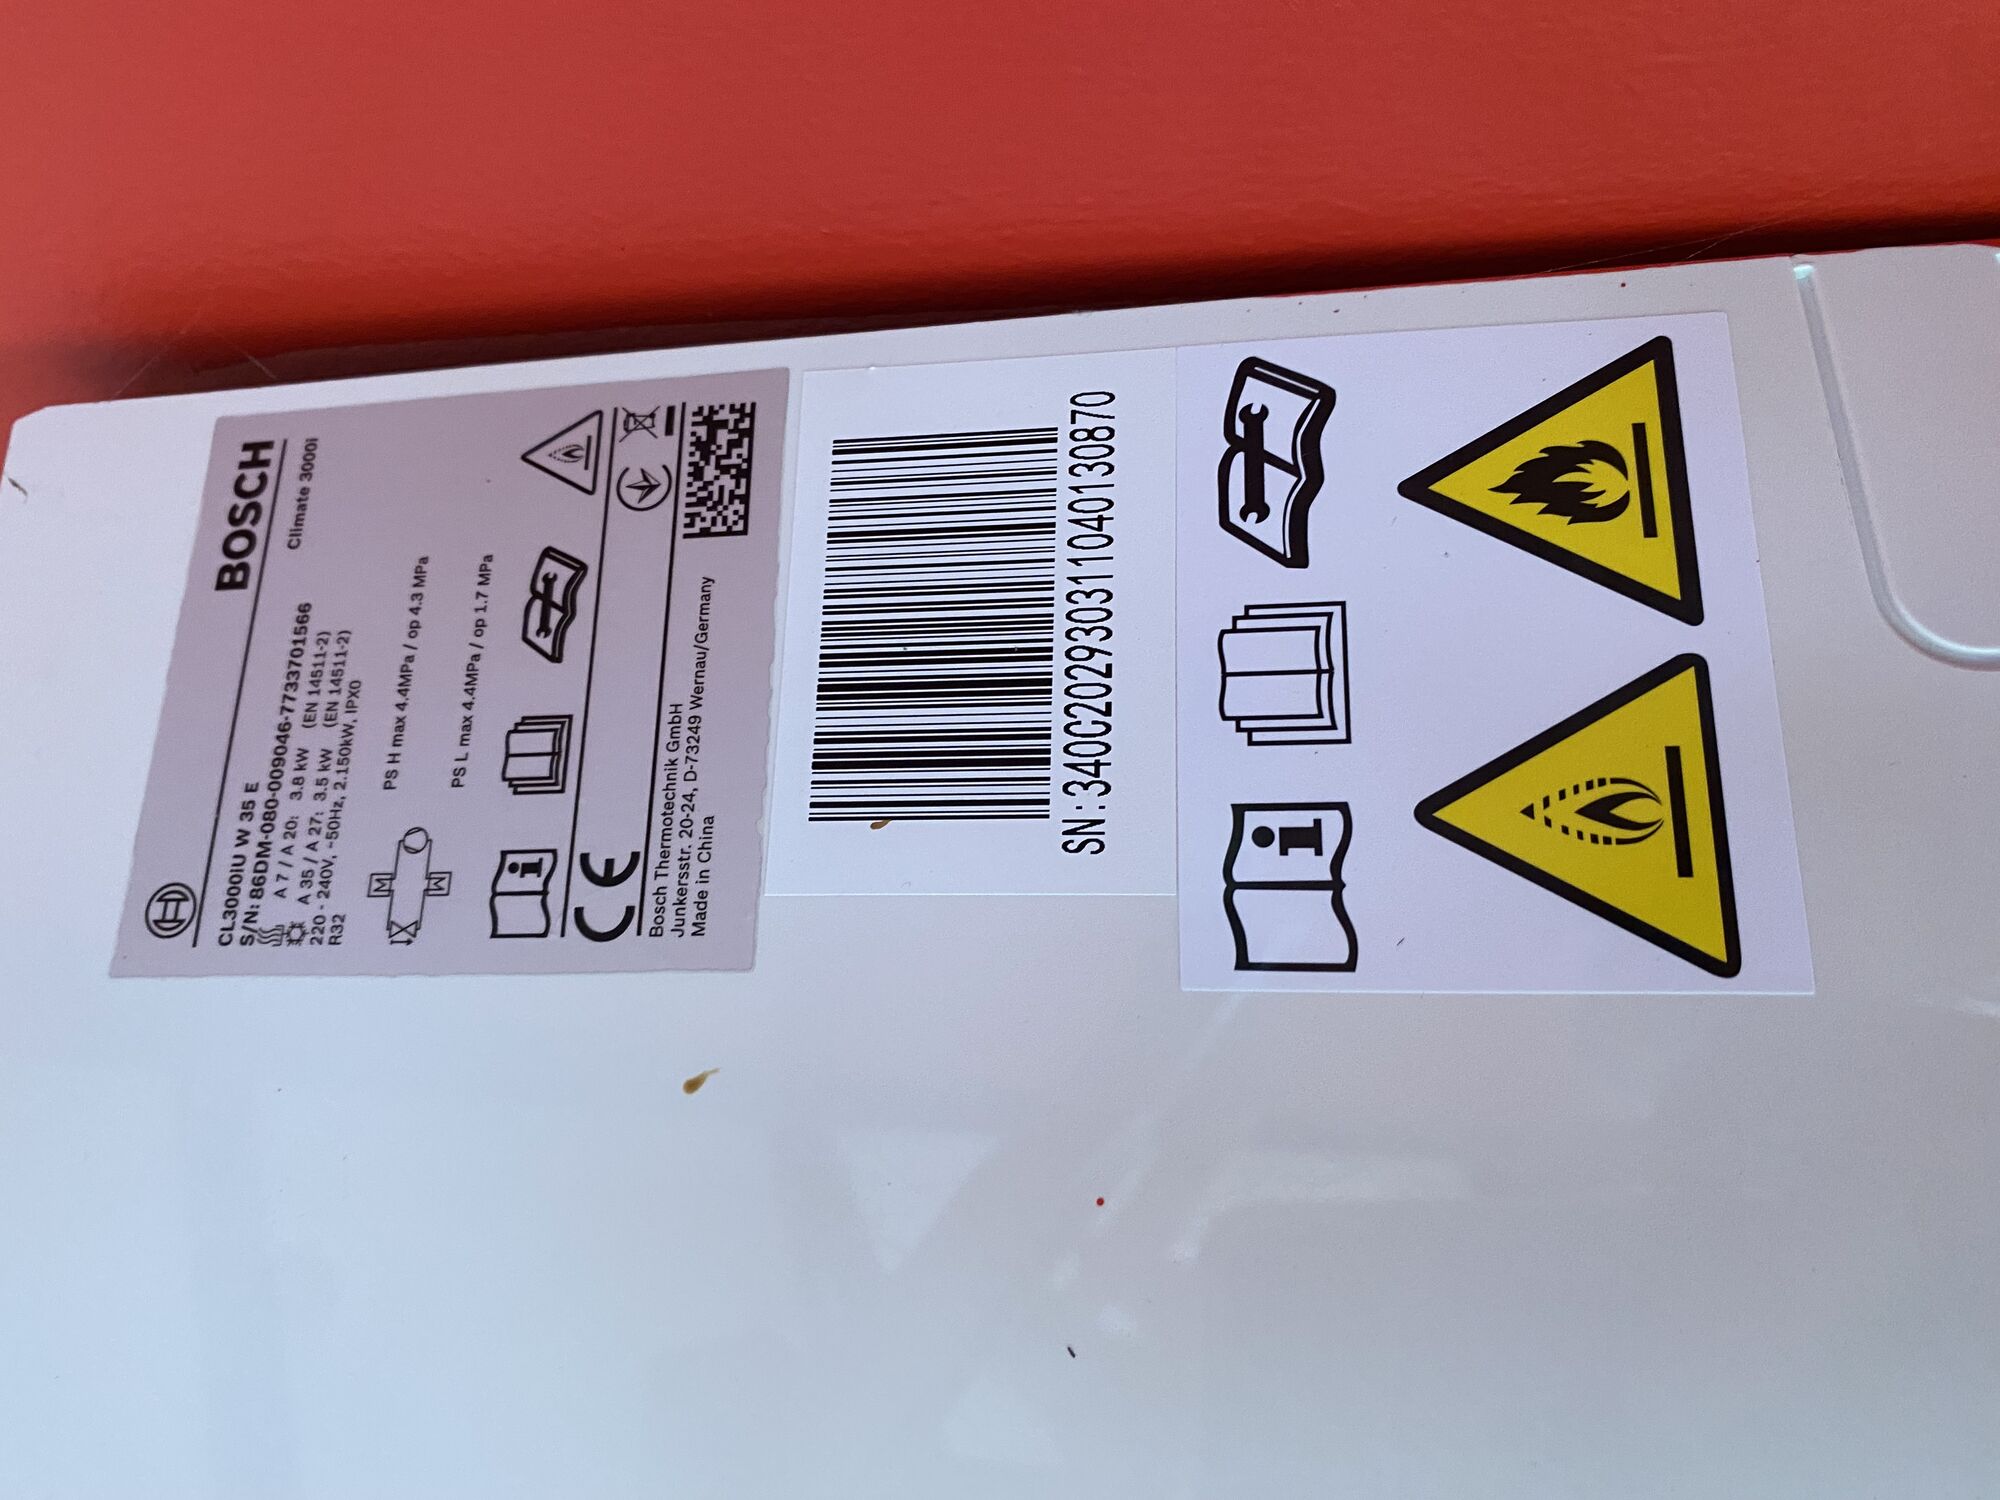 BOSCH
CL3000IU W 35 E
Climate 3000i
S/N: 86DM-080-009046-7733701566
A 7 / A 20: 3.8 kW (EN 14511-2)
A 35 / A 27: 3.5 kW (EN 14511-2)
220 - 240V, ~50Hz, 2.150kW, IPX0
R32
M
M
PS H max 4.4MPa / op 4.3 MPa
PS L max 4.4MPa / op 1.7 MPa
i
CE
Bosch Thermotechnik GmbH
Junkersstr. 20-24, D-73249 Wernau/Germany
Made in China
SN:340C202930311040130870
i